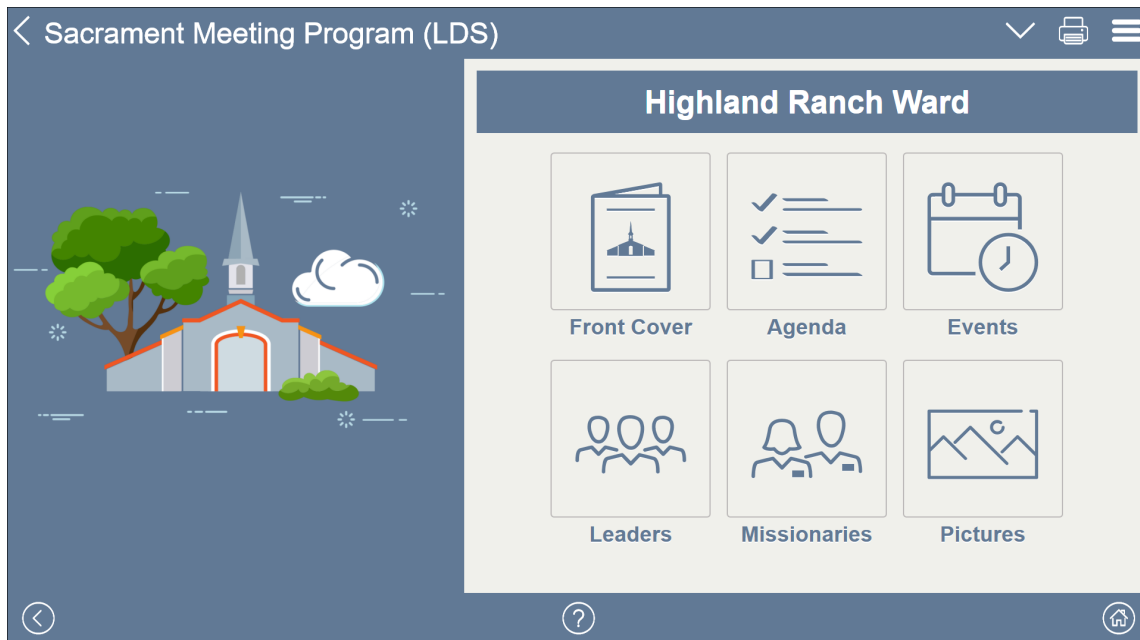 Sacrament Meeting Program (LDS)
Highland Ranch Ward
Front Cover
Agenda
Events
Leaders
Missionaries
Pictures
?